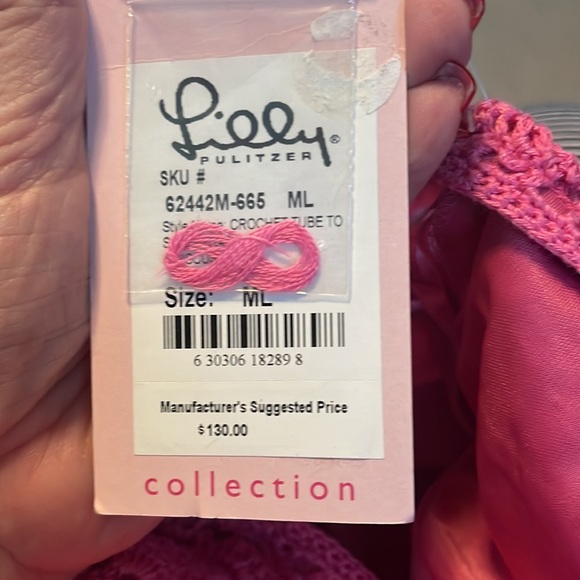 Lilly®
PULITZER
SKU #
62442M-665 ML
CROCHET TUBE TO
Size: ML
6 30306 18289 8
Manufacturer's Suggested Price
$130.00
collection